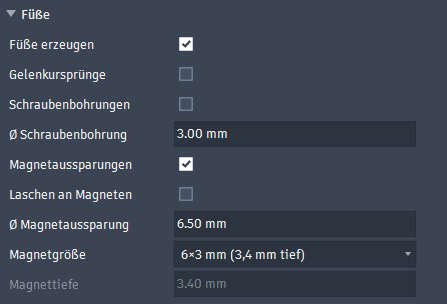 Füße
Füße erzeugen
Gelenkursprünge
Schraubenbohrungen
Ø Schraubenbohrung 3.00 mm
Magnetaussparungen
Laschen an Magneten
Ø Magnetaussparung 6.50 mm
Magnetgröße 6×3 mm (3,4 mm tief)
Magnettiefe 3.40 mm